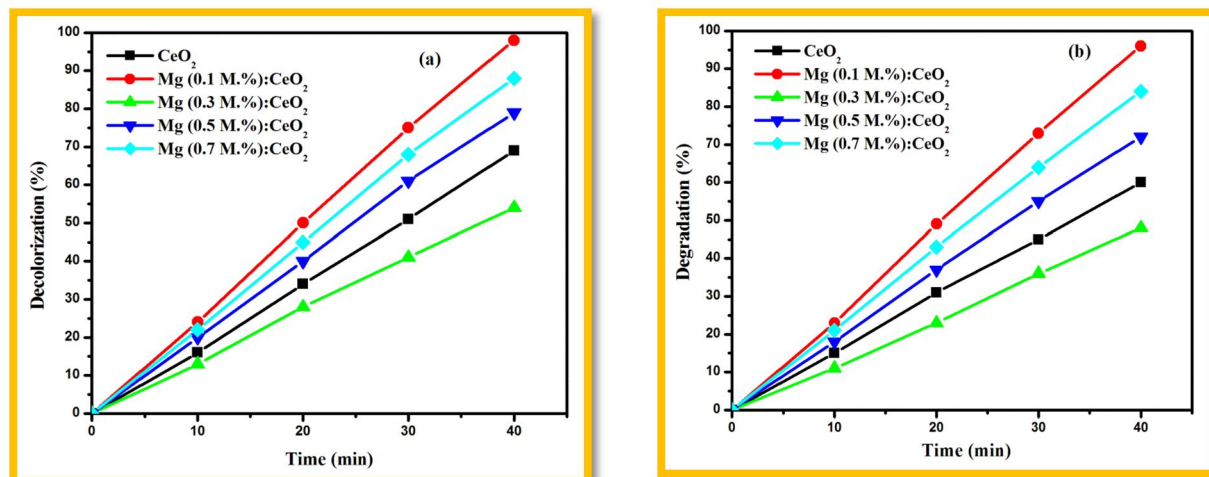 (a)
CeO₂
Mg (0.1 M.%):CeO₂
Mg (0.3 M.%):CeO₂
Mg (0.5 M.%):CeO₂
Mg (0.7 M.%):CeO₂
Decolorization (%)
100
90
80
70
60
50
40
30
20
10
0
0 10 20 30 40
Time (min)
(b)
CeO₂
Mg (0.1 M.%):CeO₂
Mg (0.3 M.%):CeO₂
Mg (0.5 M.%):CeO₂
Mg (0.7 M.%):CeO₂
Degradation (%)
100
90
80
70
60
50
40
30
20
10
0
0 10 20 30 40
Time (min)